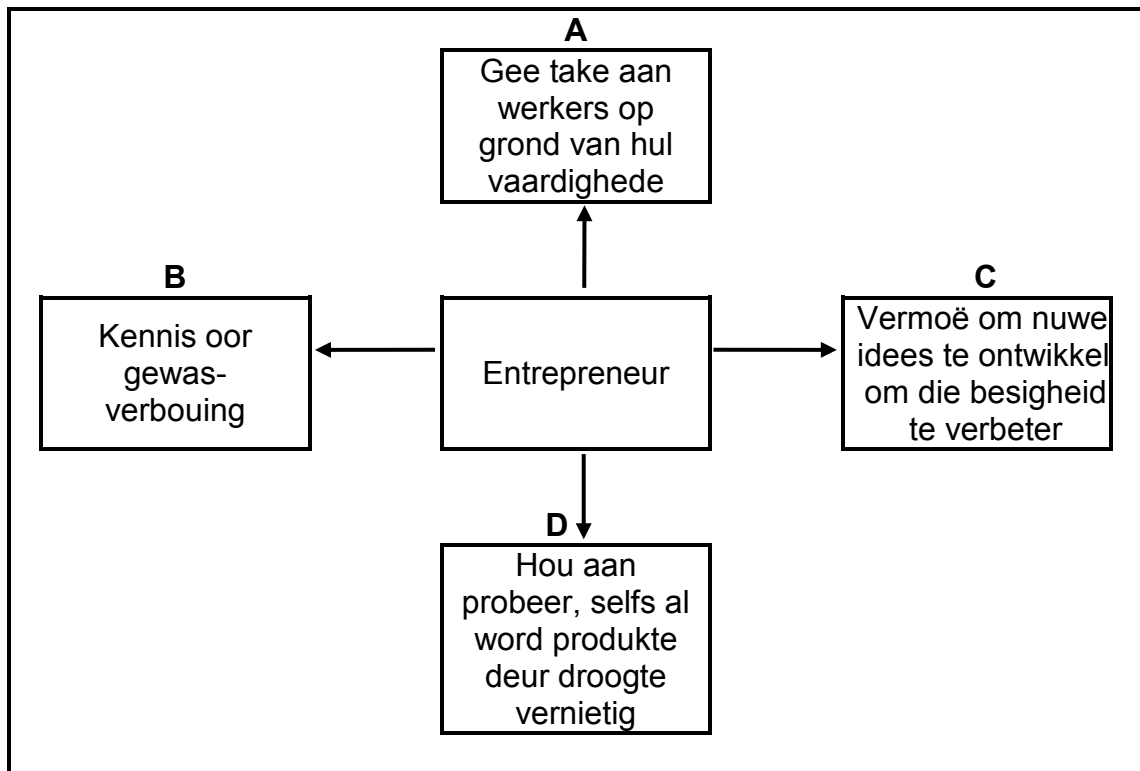 A
Gee take aan
werkers op
grond van hul
vaardighede
B
Kennis oor
gewas-
verbouing
Entrepreneur
C
Vermoë om nuwe
idees te ontwikkel
om die besigheid
te verbeter
D
Hou aan
probeer, selfs al
word produkte
deur droogte
vernietig